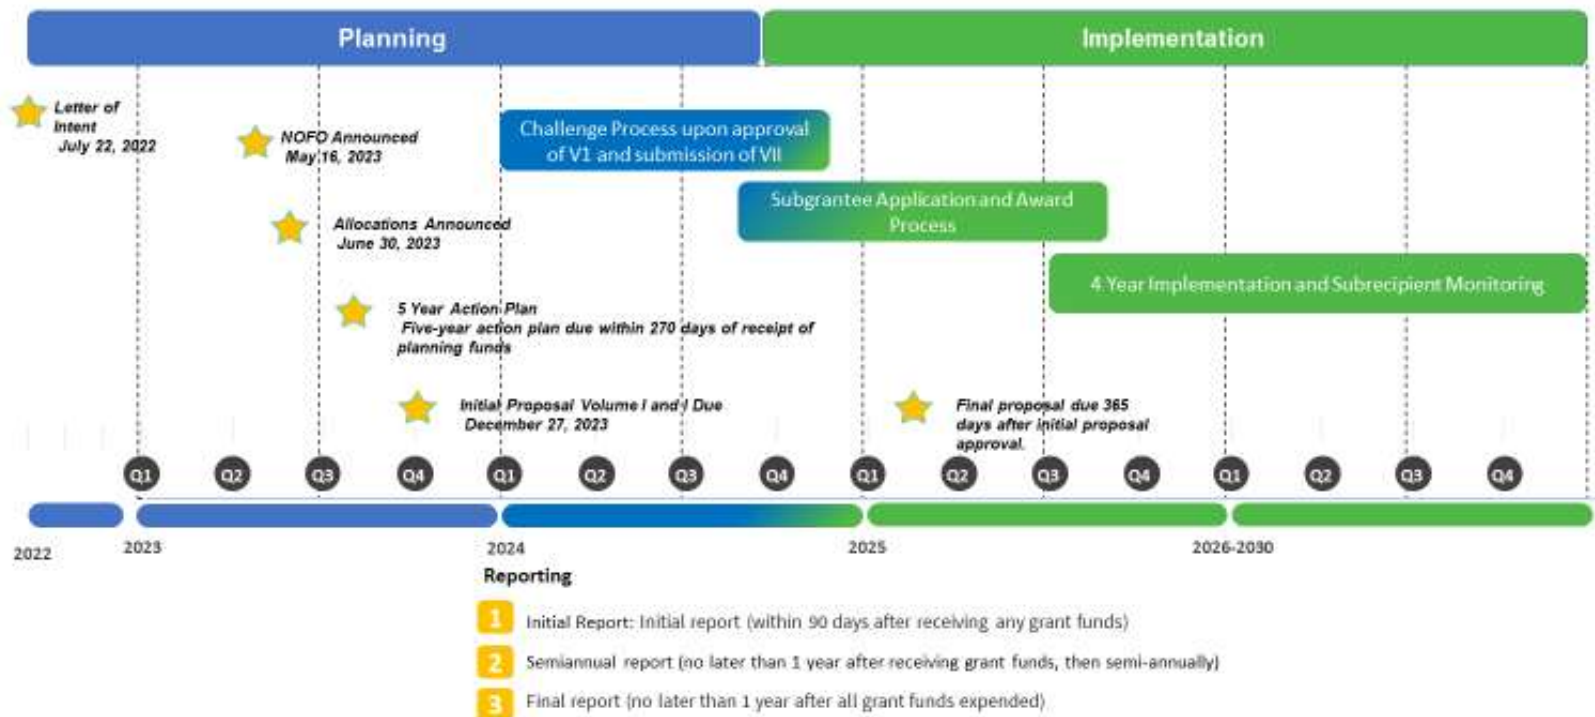 Planning
Implementation
Letter of
Intent
July 22, 2022
NOFO Announced
May 16, 2023
Allocations Announced
June 30, 2023
5 Year Action Plan
Five-year action plan due within 270 days of receipt of
planning funds
Initial Proposal Volume I and I Due
December 27, 2023
Challenge Process upon approval
of V1 and submission of VII
Subgrantee Application and Award
Process
4 Year Implementation and Subrecipient Monitoring
Final proposal due 365
days after initial proposal
approval.
Q1 Q2 Q3 Q4 Q1 Q2 Q3 Q4 Q1 Q2 Q3 Q4 Q1 Q2 Q3 Q4
2022 2023 2024 2025 2026-2030
Reporting
1 Initial Report: Initial report (within 90 days after receiving any grant funds)
2 Semiannual report (no later than 1 year after receiving grant funds, then semi-annually)
3 Final report (no later than 1 year after all grant funds expended)